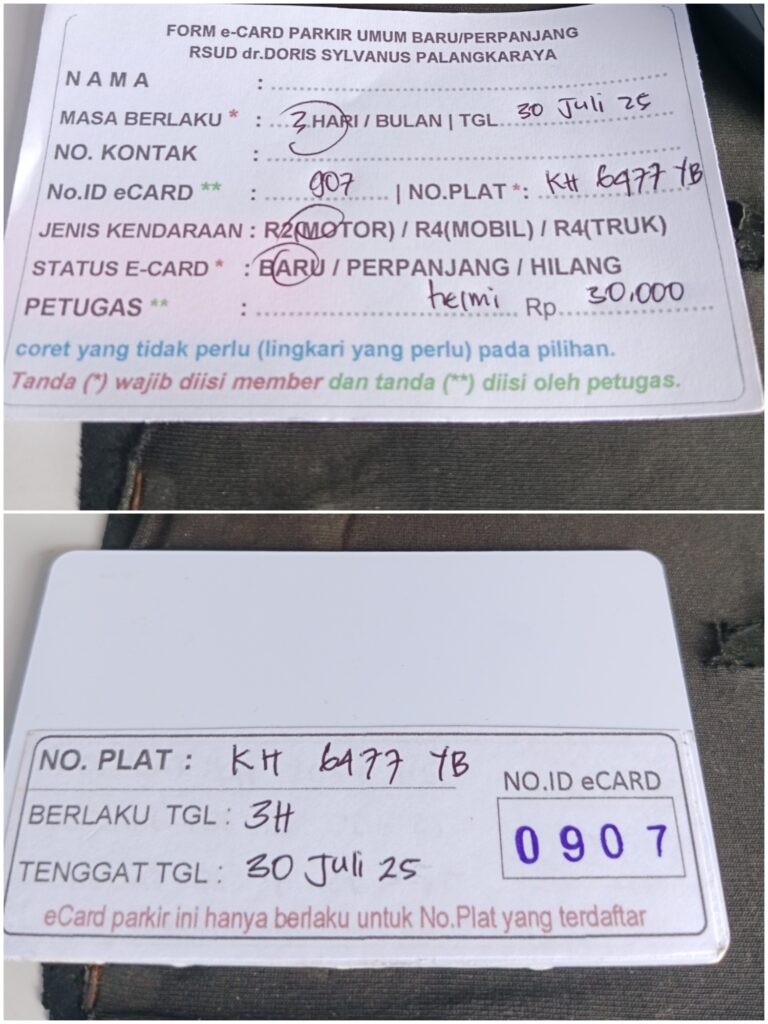 FORM e-CARD PARKIR UMUM BARU/PERPANJANG
RSUD dr.DORIS SYLVANUS PALANGKARAYA
NAMA :
MASA BERLAKU * : 3 HARI / BULAN | TGL 30 Juli 25
NO. KONTAK :
No.ID eCARD ** : 907 | NO.PLAT *: KH 6477 YB
JENIS KENDARAAN : R2(MOTOR) / R4(MOBIL) / R4(TRUK)
STATUS E-CARD * : BARU / PERPANJANG / HILANG
PETUGAS ** : helmi Rp 30.000
coret yang tidak perlu (lingkari yang perlu) pada pilihan.
Tanda (*) wajib diisi member dan tanda (**) diisi oleh petugas.
NO. PLAT : KH 6477 YB
NO.ID eCARD
BERLAKU TGL : 3H
0907
TENGGAT TGL : 30 Juli 25
eCard parkir ini hanya berlaku untuk No.Plat yang terdaftar